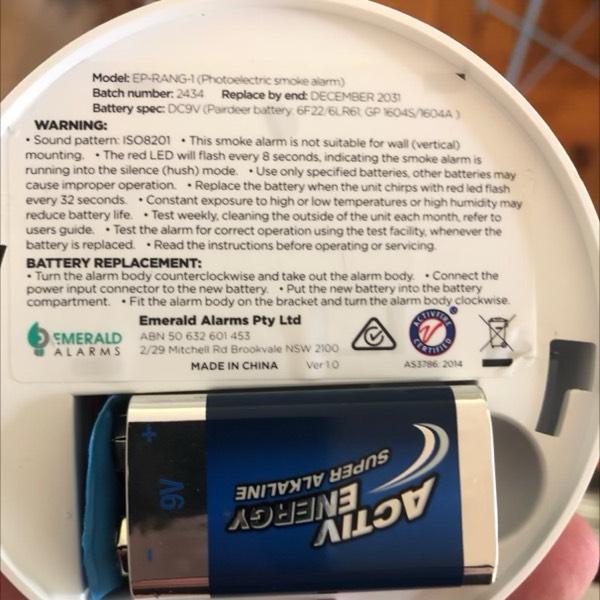 Model: EP-RANG-1 (Photoelectric smoke alarm)
Batch number: 2434 Replace by end: DECEMBER 2031
Battery spec: DC9V (Pairdeer battery: 6F22/6LR61; GP 1604S/1604A)
WARNING:
• Sound pattern: ISO8201 • This smoke alarm is not suitable for wall (vertical)
mounting. • The red LED will flash every 8 seconds, indicating the smoke alarm is
running into the silence (hush) mode. • Use only specified batteries, other batteries may
cause improper operation. • Replace the battery when the unit chirps with red led flash
every 32 seconds. • Constant exposure to high or low temperatures or high humidity may
reduce battery life. • Test weekly, cleaning the outside of the unit each month, refer to
users guide. • Test the alarm for correct operation using the test facility, whenever the
battery is replaced. • Read the instructions before operating or servicing.
BATTERY REPLACEMENT:
• Turn the alarm body counterclockwise and take out the alarm body. • Connect the
power input connector to the new battery. • Put the new battery into the battery
compartment. • Fit the alarm body on the bracket and turn the alarm body clockwise.
EMERALD
ALARMS
Emerald Alarms Pty Ltd
ABN 50 632 601 453
2/29 Mitchell Rd Brookvale NSW 2100
MADE IN CHINA Ver 1.0
ACTIVFIRE
CERTIFIED
AS3786: 2014
+ 9V -
ACTIV
ENERGY
SUPER ALKALINE